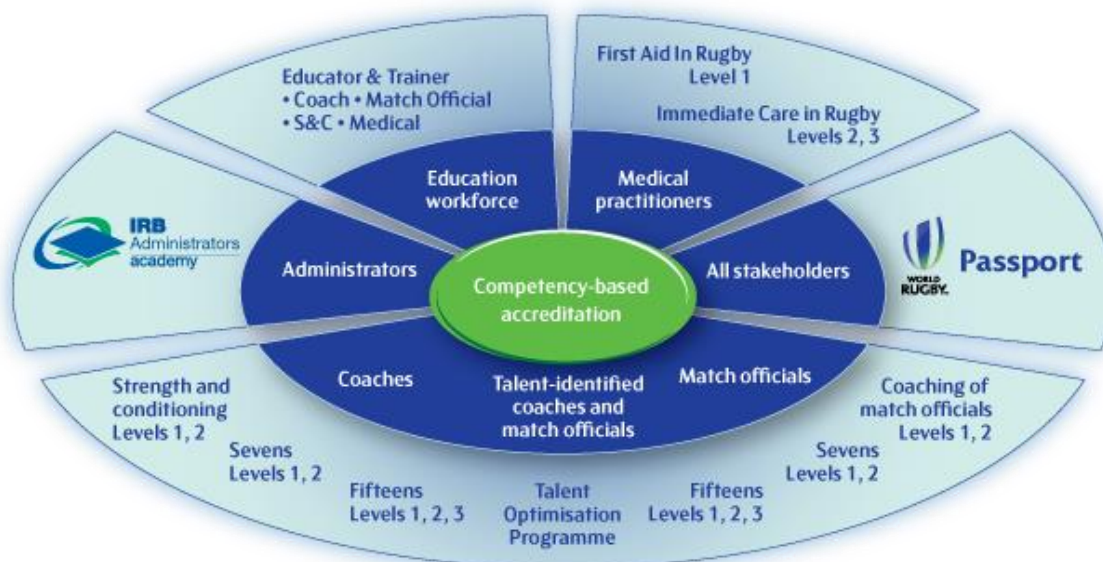 Educator & Trainer
• Coach • Match Official
• S&C • Medical
First Aid In Rugby
Level 1
Immediate Care in Rugby
Levels 2, 3
Education
workforce
Medical
practitioners
IRB
Administrators
academy
Administrators
All stakeholders
WORLD
RUGBY.
Passport
Competency-based
accreditation
Coaches
Talent-identified
coaches and
match officials
Match officials
Strength and
conditioning
Levels 1, 2
Sevens
Levels 1, 2
Fifteens
Levels 1, 2, 3
Talent
Optimisation
Programme
Fifteens
Levels 1, 2, 3
Sevens
Levels 1, 2
Coaching of
match officials
Levels 1, 2